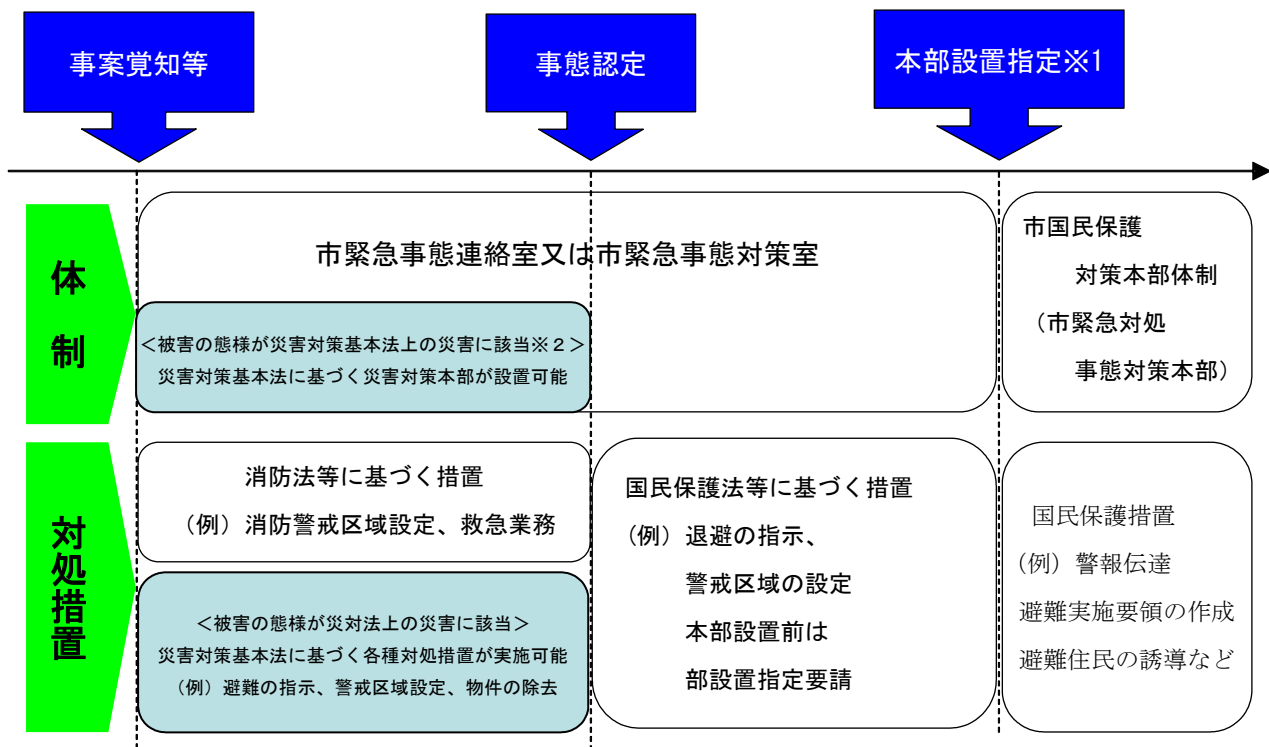 事案覚知等
事態認定
本部設置指定※1
体制
市緊急事態連絡室又は市緊急事態対策室
＜被害の態様が災害対策基本法上の災害に該当※２＞
災害対策基本法に基づく災害対策本部が設置可能
市国民保護
対策本部体制
（市緊急対処
事態対策本部）
対処措置
消防法等に基づく措置
（例）消防警戒区域設定、救急業務
＜被害の態様が災対法上の災害に該当＞
災害対策基本法に基づく各種対処措置が実施可能
（例）避難の指示、警戒区域設定、物件の除去
国民保護法等に基づく措置
（例）退避の指示、
警戒区域の設定
本部設置前は
部設置指定要請
国民保護措置
（例）警報伝達
避難実施要領の作成
避難住民の誘導など